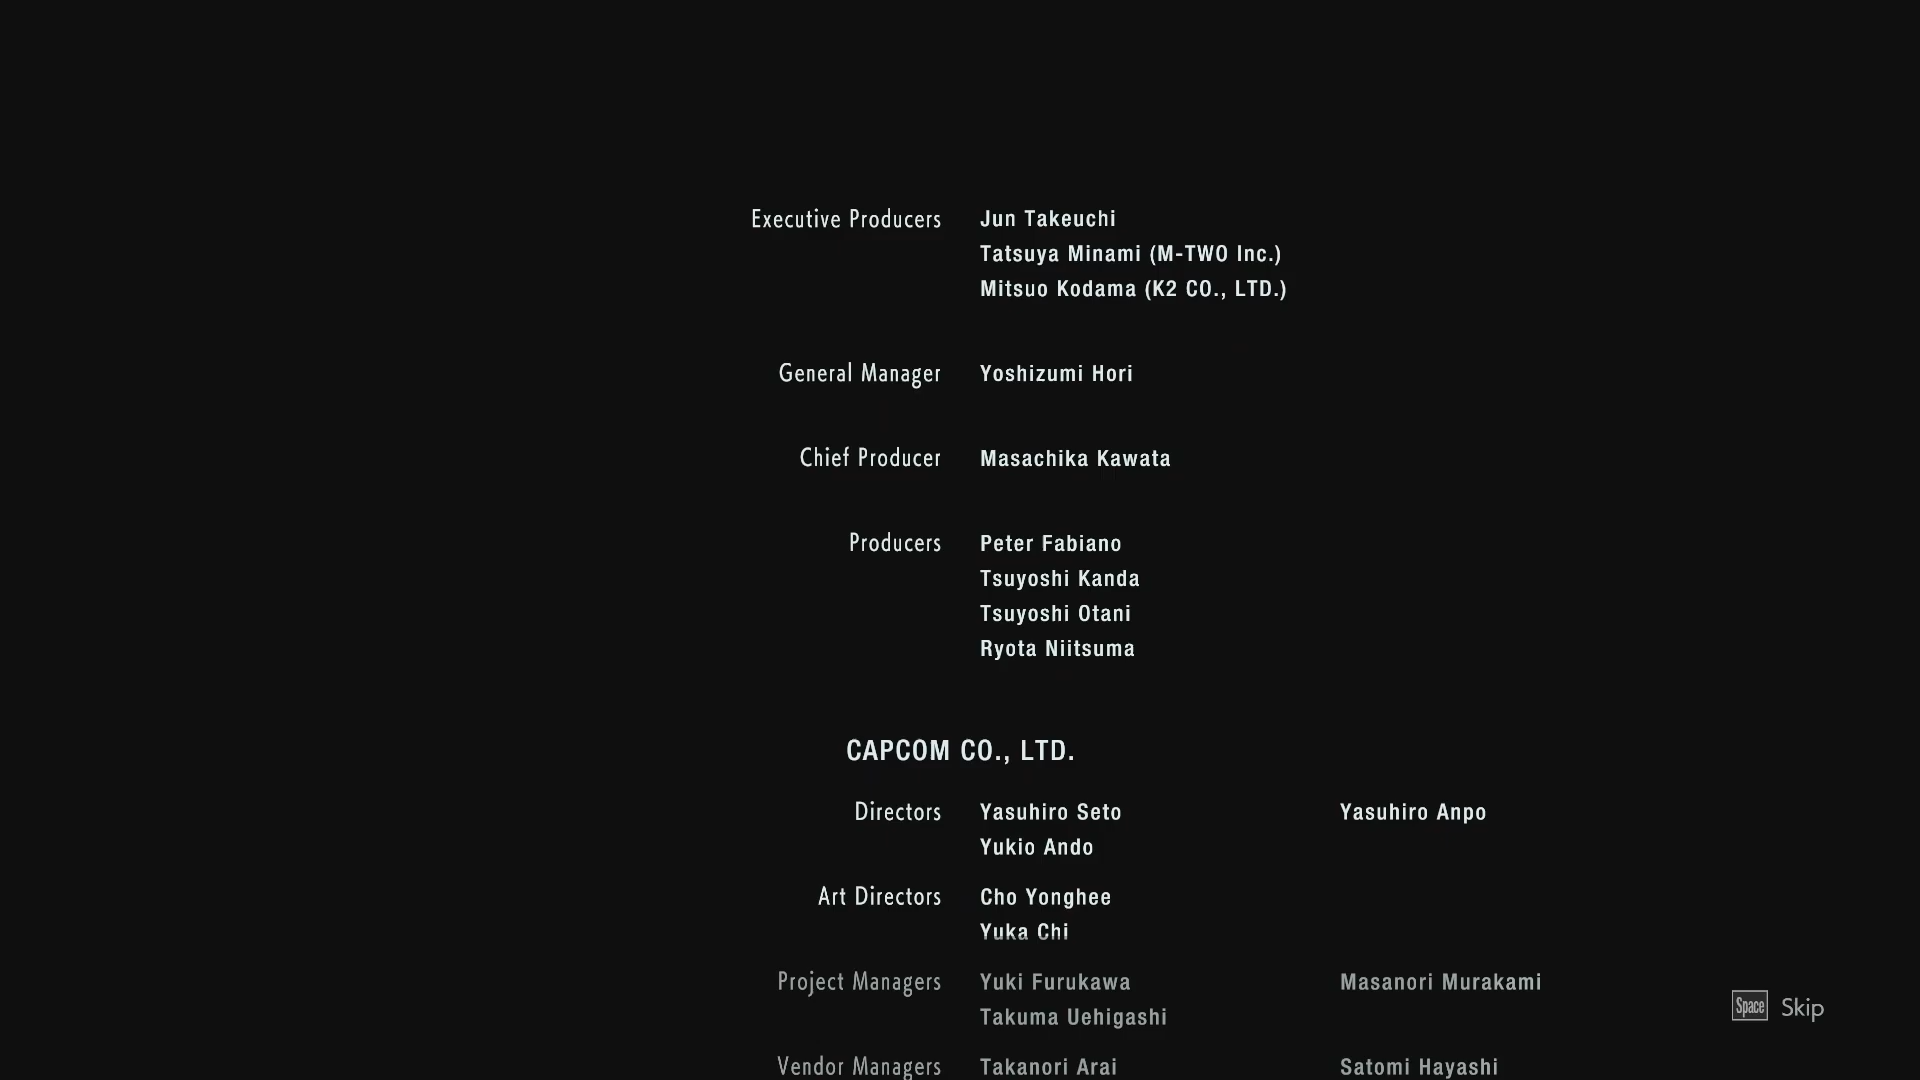 Executive Producers Jun Takeuchi
Tatsuya Minami (M-TWO Inc.)
Mitsuo Kodama (K2 CO., LTD.)
General Manager Yoshizumi Hori
Chief Producer Masachika Kawata
Producers Peter Fabiano
Tsuyoshi Kanda
Tsuyoshi Otani
Ryota Niitsuma
CAPCOM CO., LTD.
Directors Yasuhiro Seto Yasuhiro Anpo
Yukio Ando
Art Directors Cho Yonghee
Yuka Chi
Project Managers Yuki Furukawa Masanori Murakami
Takuma Uehigashi
Space Skip
Vendor Managers Takanori Arai Satomi Hayashi